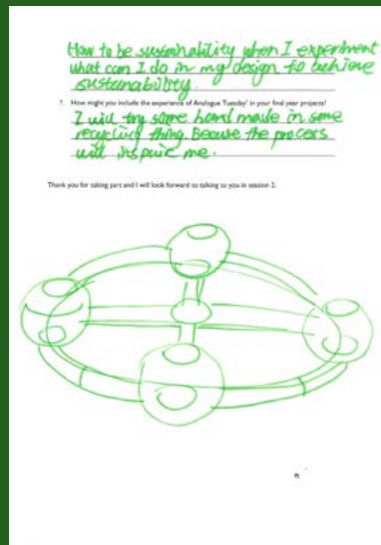 How to be sustainability when I experiment.
what can I do in my design to achieve
sustainability.
7. How might you include the experience of Analogue Tuesday' in your final year projects?
I will try some hand made in some
recycling thing. Becuse the process
will inspire me.
Thank you for taking part and I will look forward to talking to you in session 2.